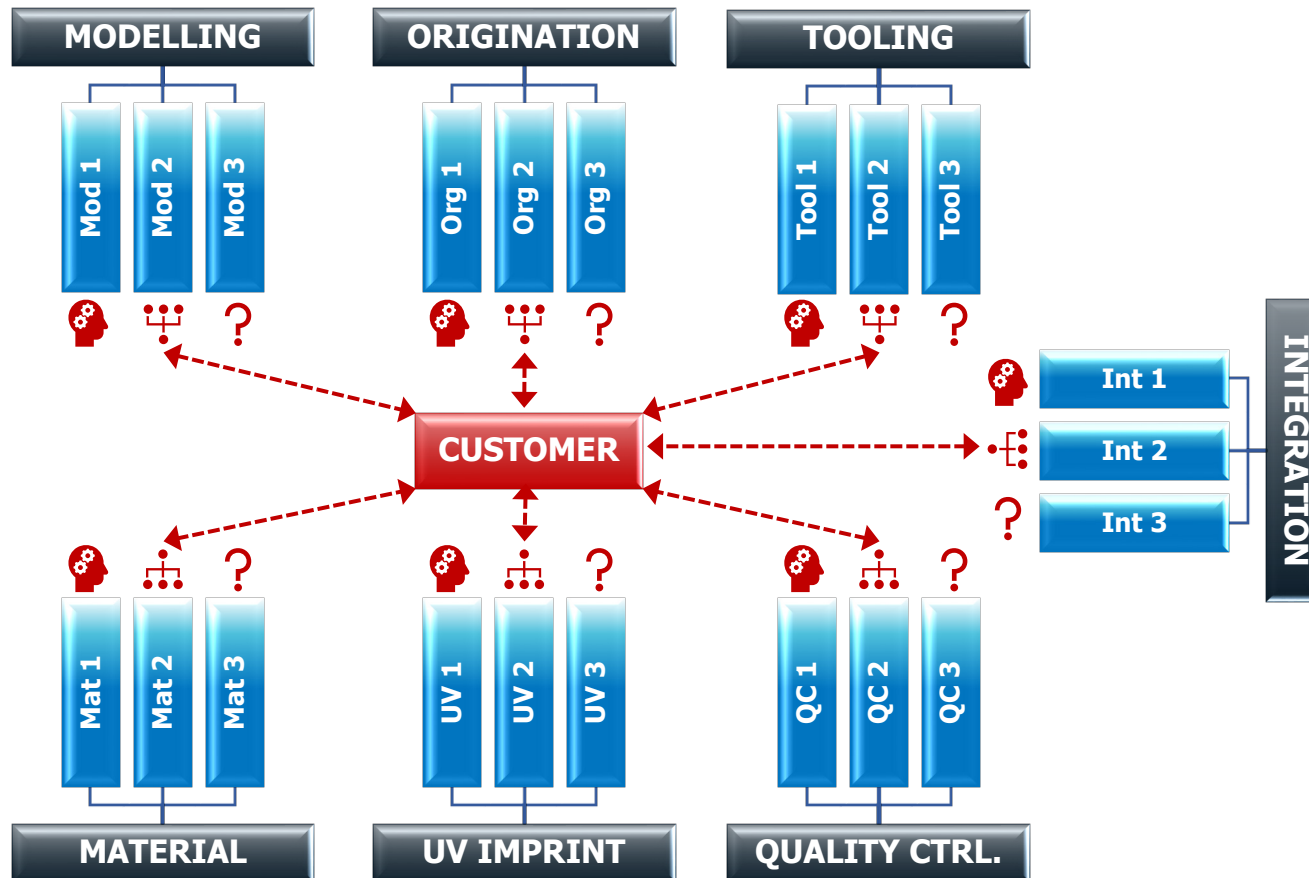 MODELLING
ORIGINATION
TOOLING
Mod 1
Mod 2
Mod 3
Org 1
Org 2
Org 3
Tool 1
Tool 2
Tool 3
?
?
?
INTEGRATION
Int 1
Int 2
Int 3
?
CUSTOMER
?
?
?
Mat 1
Mat 2
Mat 3
UV 1
UV 2
UV 3
QC 1
QC 2
QC 3
MATERIAL
UV IMPRINT
QUALITY CTRL.